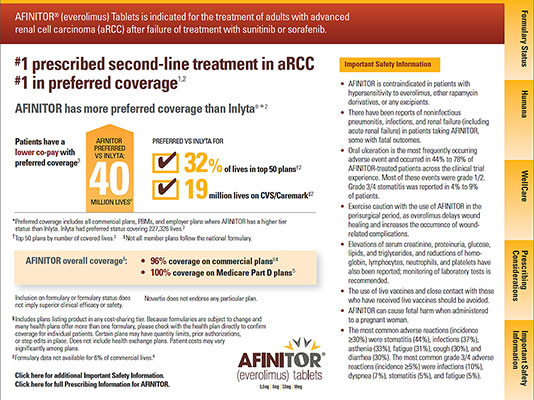 AFINITOR® (everolimus) Tablets is indicated for the treatment of adults with advanced
renal cell carcinoma (aRCC) after failure of treatment with sunitinib or sorafenib.
#1 prescribed second-line treatment in aRCC
#1 in preferred coverage1,2
AFINITOR has more preferred coverage than Inlyta®*2
Patients have a
lower co-pay with
preferred coverage3
AFINITOR
PREFERRED
VS INLYTA:
40
MILLION LIVES†
PREFERRED VS INLYTA FOR
32% of lives in top 50 plans†2
19 million lives on CVS/Caremark‡2
*Preferred coverage includes all commercial plans, PBMs, and employer plans where AFINITOR has a higher tier
status than Inlyta. Inlyta had preferred status covering 227,326 lives.2
†Top 50 plans by number of covered lives.2 ‡Not all member plans follow the national formulary.
AFINITOR overall coverage§:
• 96% coverage on commercial plans‖4
• 100% coverage on Medicare Part D plans5
Inclusion on formulary or formulary status does
not imply superior clinical efficacy or safety.
Novartis does not endorse any particular plan.
§Includes plans listing product in any cost-sharing tier. Because formularies are subject to change and
many health plans offer more than one formulary, please check with the health plan directly to confirm
coverage for individual patients. Certain plans may have quantity limits, prior authorizations,
or step edits in place. Does not include health exchange plans. Patient costs may vary
significantly among plans.
‖Formulary data not available for 6% of commercial lives.4
Click here for additional Important Safety Information.
Click here for full Prescribing Information for AFINITOR.
AFINITOR®
(everolimus) tablets
2.5mg 5mg 7.5mg 10mg
Important Safety Information
• AFINITOR is contraindicated in patients with
hypersensitivity to everolimus, other rapamycin
derivatives, or any excipients.
• There have been reports of noninfectious
pneumonitis, infections, and renal failure (including
acute renal failure) in patients taking AFINITOR,
some with fatal outcomes.
• Oral ulceration is the most frequently occurring
adverse event and occurred in 44% to 78% of
AFINITOR-treated patients across the clinical trial
experience. Most of these events were grade 1/2.
Grade 3/4 stomatitis was reported in 4% to 9%
of patients.
• Exercise caution with the use of AFINITOR in the
perisurgical period, as everolimus delays wound
healing and increases the occurrence of wound-
related complications.
• Elevations of serum creatinine, proteinuria, glucose,
lipids, and triglycerides, and reductions of hemo-
globin, lymphocytes, neutrophils, and platelets have
also been reported; monitoring of laboratory tests is
recommended.
• The use of live vaccines and close contact with those
who have received live vaccines should be avoided.
• AFINITOR can cause fetal harm when administered
to a pregnant woman.
• The most common adverse reactions (incidence
≥30%) were stomatitis (44%), infections (37%),
asthenia (33%), fatigue (31%), cough (30%), and
diarrhea (30%). The most common grade 3/4 adverse
reactions (incidence ≥5%) were infections (10%),
dyspnea (7%), stomatitis (5%), and fatigue (5%).
Formulary Status
Humana
WellCare
Prescribing
Considerations
Important Safety
Information